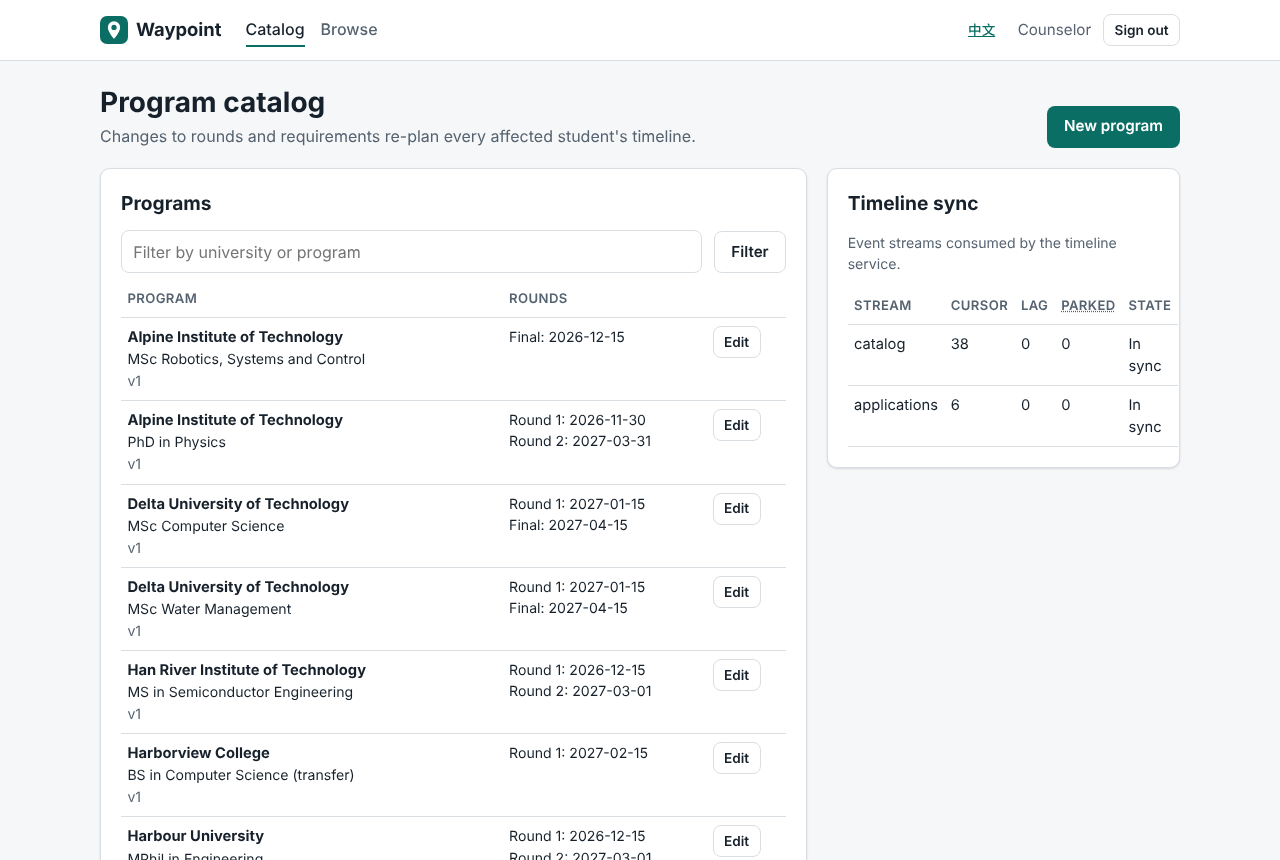 Waypoint Catalog Browse 中文 Counselor Sign out
Program catalog
Changes to rounds and requirements re-plan every affected student's timeline.
New program
Programs
Filter by university or program Filter
PROGRAM ROUNDS
Alpine Institute of Technology Final: 2026-12-15 Edit
MSc Robotics, Systems and Control
v1
Alpine Institute of Technology Round 1: 2026-11-30 Edit
PhD in Physics Round 2: 2027-03-31
v1
Delta University of Technology Round 1: 2027-01-15 Edit
MSc Computer Science Final: 2027-04-15
v1
Delta University of Technology Round 1: 2027-01-15 Edit
MSc Water Management Final: 2027-04-15
v1
Han River Institute of Technology Round 1: 2026-12-15 Edit
MS in Semiconductor Engineering Round 2: 2027-03-01
v1
Harborview College Round 1: 2027-02-15 Edit
BS in Computer Science (transfer)
v1
Harbour University Round 1: 2026-12-15 Edit
MPhil in Engineering Round 2: 2027-03-01
Timeline sync
Event streams consumed by the timeline
service.
STREAM CURSOR LAG PARKED STATE
catalog 38 0 0 In
sync
applications 6 0 0 In
sync